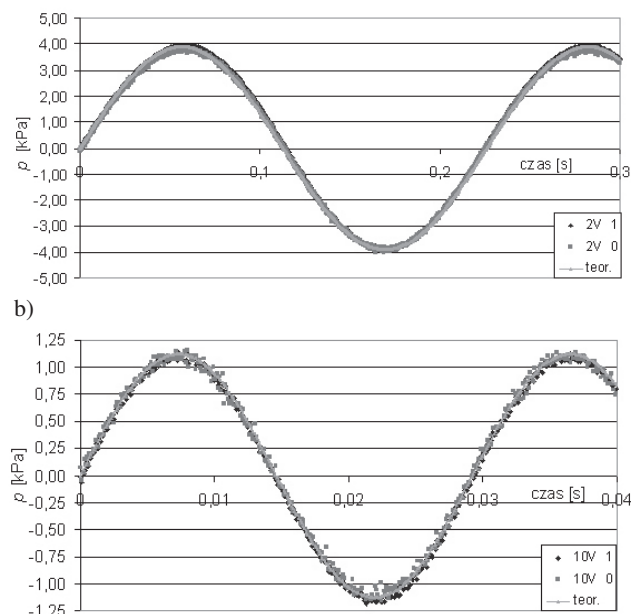 5,00
4,00
3,00
2,00
1,00
0,00
-1,00
-2,00
-3,00
-4,00
-5,00
p [kPa]
0
0,1
0,2
0,3
czas [s]
2V 1
2V 0
teor.
b)
1,25
1,00
0,75
0,50
0,25
0,00
-0,25
-0,50
-0,75
-1,00
-1,25
p [kPa]
0
0,01
0,02
0,03
0,04
czas [s]
10V 1
10V 0
teor.